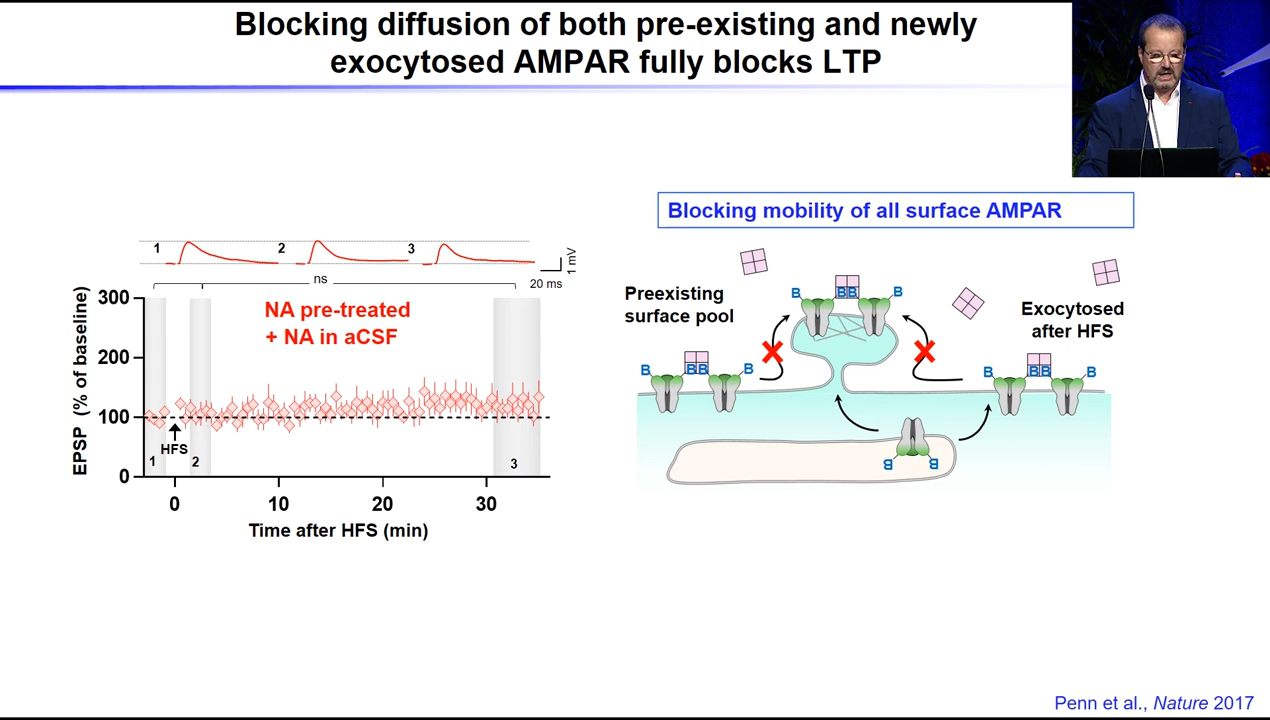 Blocking diffusion of both pre-existing and newly
exocytosed AMPAR fully blocks LTP
Blocking mobility of all surface AMPAR
1
2
3
1 mV
20 ms
ns
NA pre-treated
+ NA in aCSF
EPSP (% of baseline)
300
200
100
0
HFS
1
2
3
0
10
20
30
Time after HFS (min)
Preexisting
surface pool
Exocytosed
after HFS
B
B B
B
B
B B
B
B
B B
B
B
B
Penn et al., Nature 2017